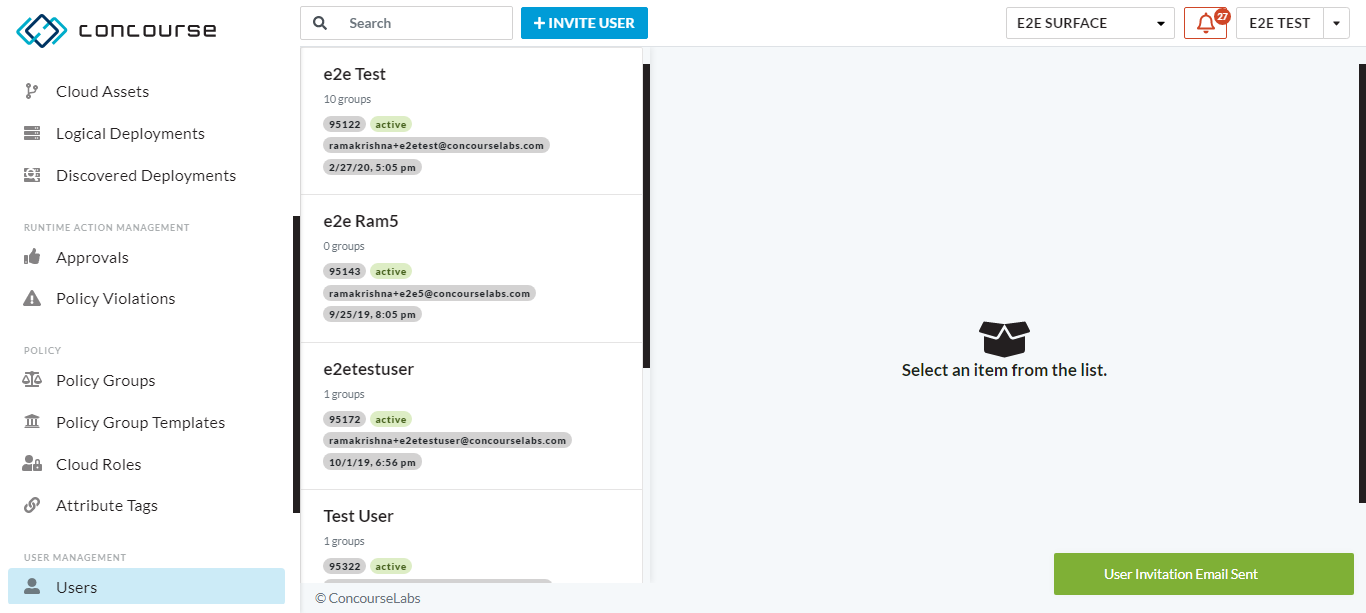 concourse
Search
INVITE USER
E2E SURFACE
27
E2E TEST
Cloud Assets
Logical Deployments
Discovered Deployments
RUNTIME ACTION MANAGEMENT
Approvals
Policy Violations
POLICY
Policy Groups
Policy Group Templates
Cloud Roles
Attribute Tags
USER MANAGEMENT
Users
e2e Test
10 groups
95122 active
ramakrishna+e2etest@concourselabs.com
2/27/20, 5:05 pm
e2e Ram5
0 groups
95143 active
ramakrishna+e2e5@concourselabs.com
9/25/19, 8:05 pm
e2etestuser
1 groups
95172 active
ramakrishna+e2etestuser@concourselabs.com
10/1/19, 6:56 pm
Test User
1 groups
95322 active
Select an item from the list.
User Invitation Email Sent
© ConcourseLabs